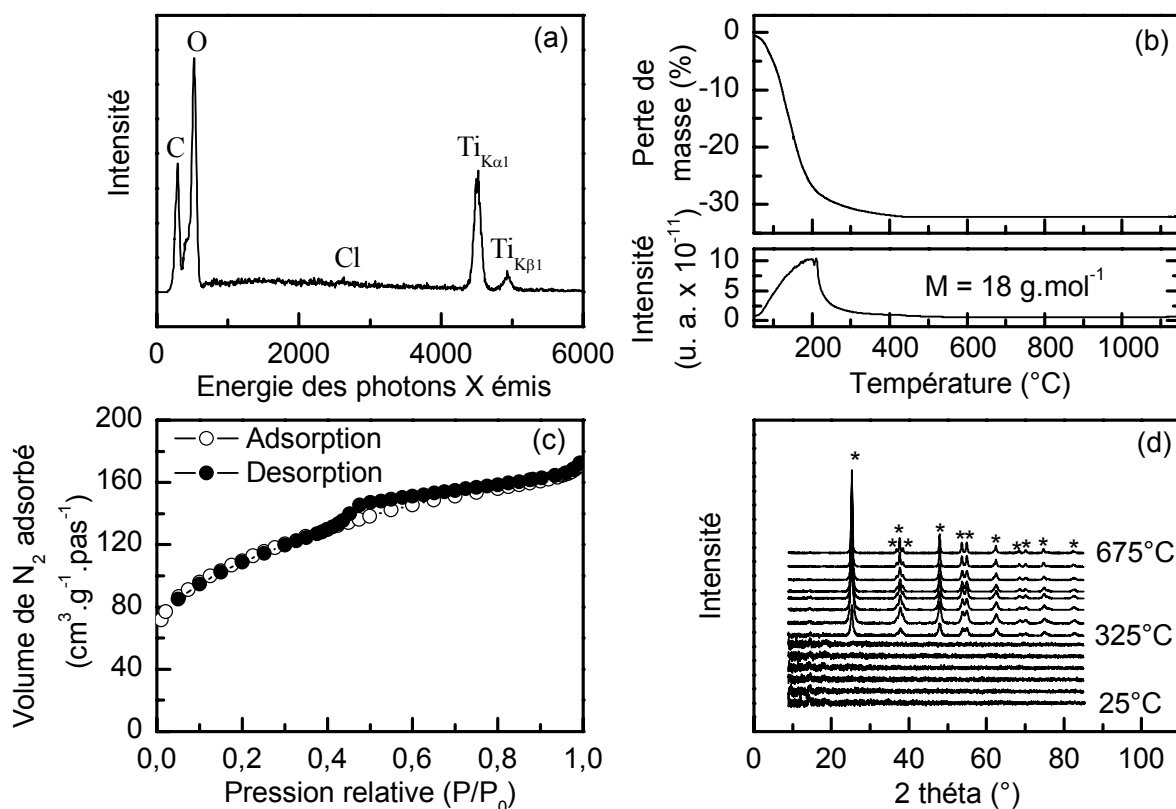 (a)
O
C
Cl
Ti_{Kα1}
Ti_{Kβ1}
Intensité
0 2000 4000 6000
Energie des photons X émis
(b)
0
-10
-20
-30
Perte de
masse (%)
10
5
0
Intensité
(u. a. x 10^{-11})
M = 18 g.mol^{-1}
200 400 600 800 1000
Température (°C)
(c)
Adsorption
Desorption
200
160
120
80
40
0
Volume de N_2 adsorbé
(cm^3.g^{-1}.pas^{-1})
0,0 0,2 0,4 0,6 0,8 1,0
Pression relative (P/P_0)
(d)
*
*
* *
*
**
*
**
*
*
675°C
325°C
25°C
Intensité
0 20 40 60 80 100
2 théta (°)